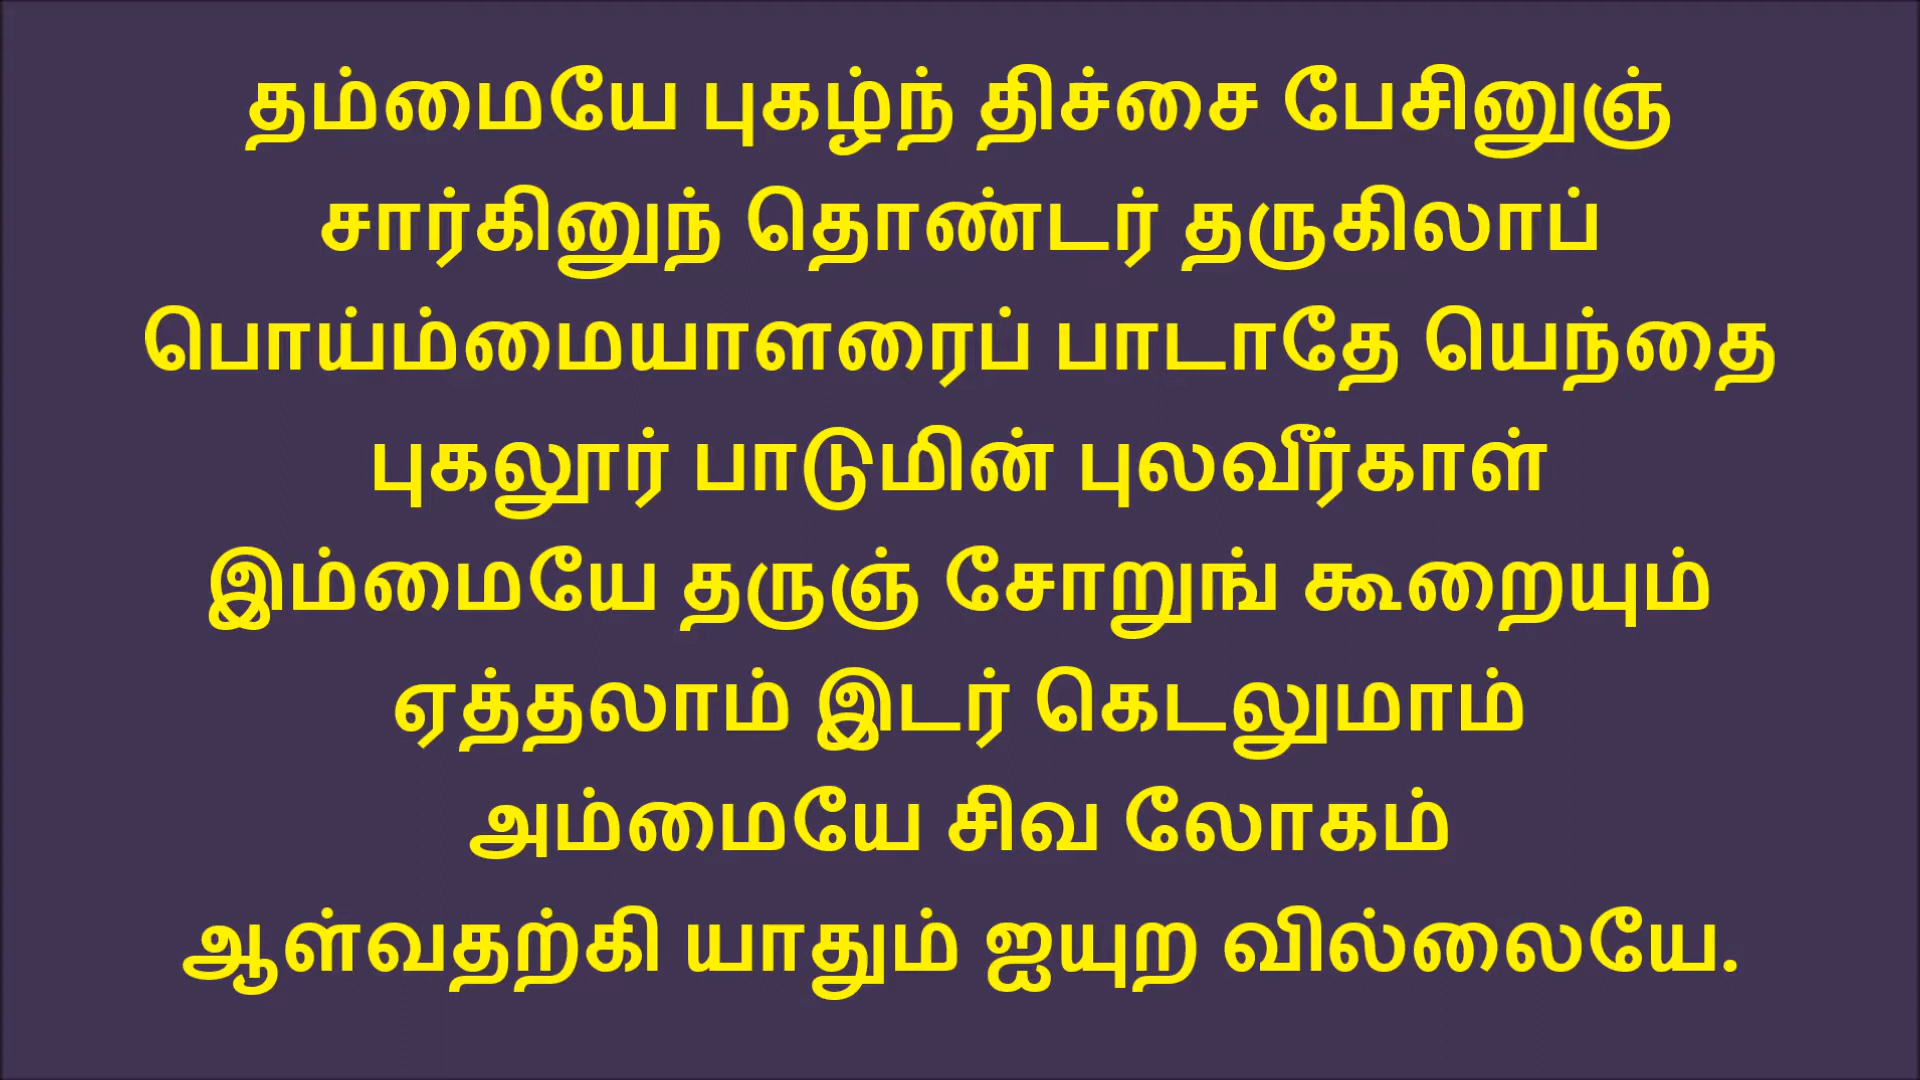 தம்மையே புகழ்ந் திச்சை பேசினுஞ்
சார்கினுந் தொண்டர் தருகிலாப்
பொய்ம்மையாளரைப் பாடாதே யெந்தை
புகலூர் பாடுமின் புலவீர்காள்
இம்மையே தருஞ் சோறுங் கூறையும்
ஏத்தலாம் இடர் கெடலுமாம்
அம்மையே சிவ லோகம்
ஆள்வதற்கி யாதும் ஐயுற வில்லையே.